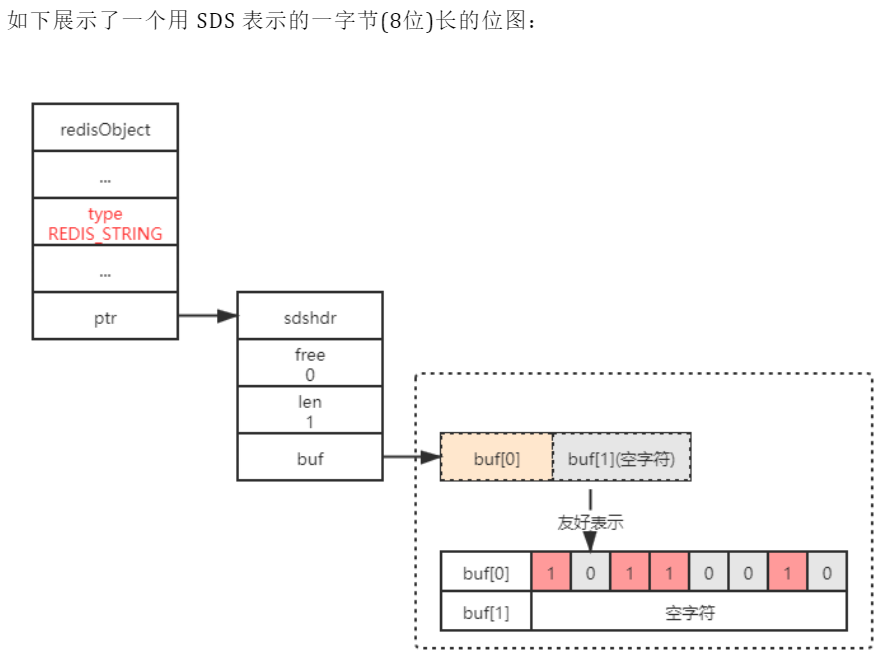 如下展示了一个用 SDS 表示的一字节(8位)长的位图：
redisObject
...
type
REDIS_STRING
...
ptr
sdshdr
free
0
len
1
buf
buf[0] buf[1](空字符)
友好表示
buf[0] 1 0 1 1 0 0 1 0
buf[1] 空字符